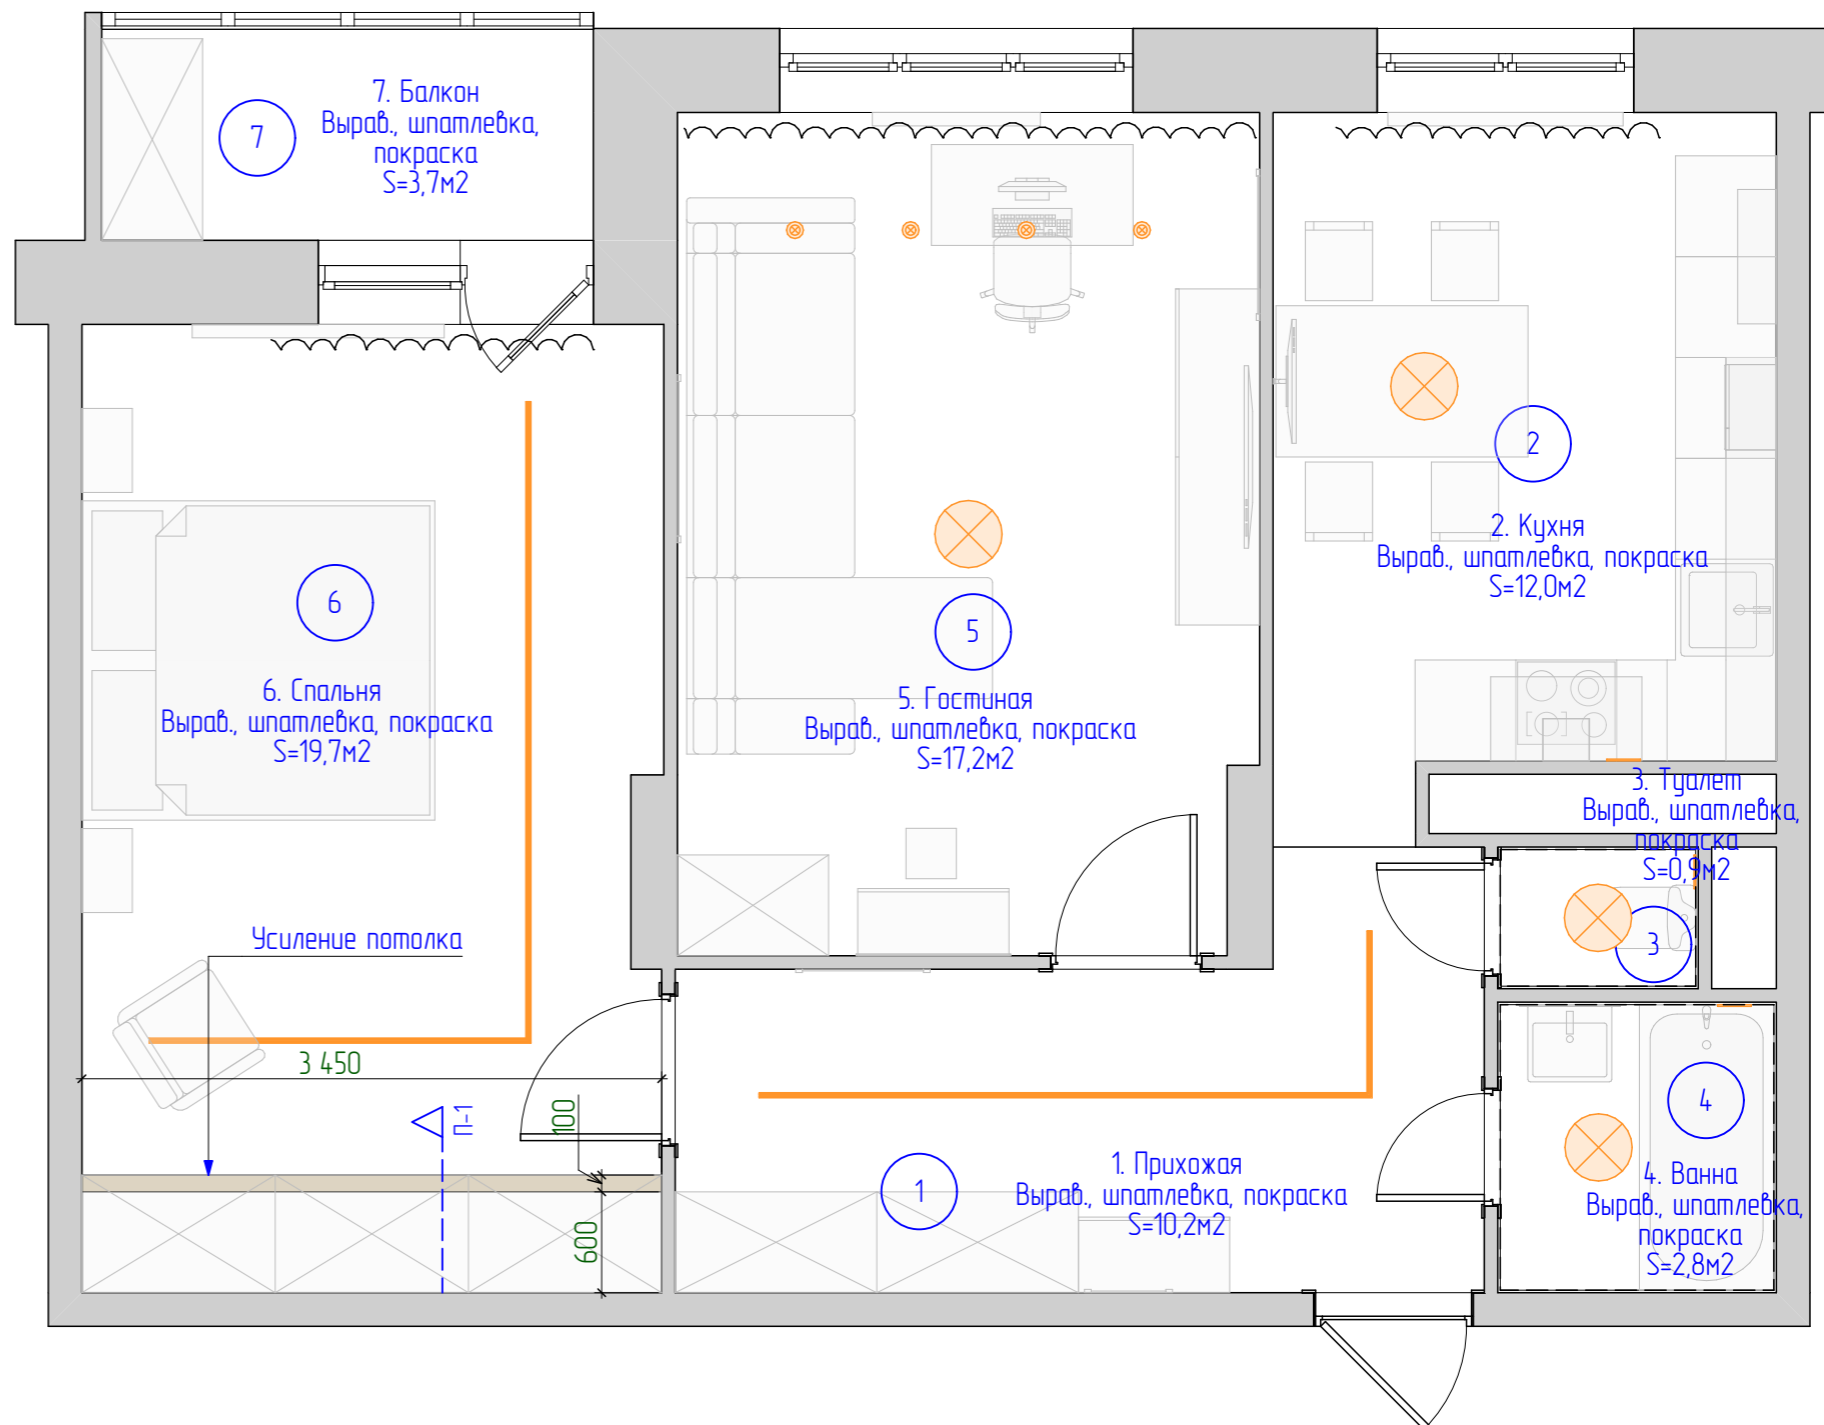 7
7. Балкон
Вырав., шпатлевка,
покраска
S=3,7м2
2
2. Кухня
Вырав., шпатлевка, покраска
S=12,0м2
5
5. Гостиная
Вырав., шпатлевка, покраска
S=17,2м2
6
6. Спальня
Вырав., шпатлевка, покраска
S=19,7м2
3. Туалет
Вырав., шпатлевка,
покраска
S=0,9м2
3
Усиление потолка
3 450
100
П-1
600
1
1. Прихожая
Вырав., шпатлевка, покраска
S=10,2м2
4
4. Ванна
Вырав., шпатлевка,
покраска
S=2,8м2